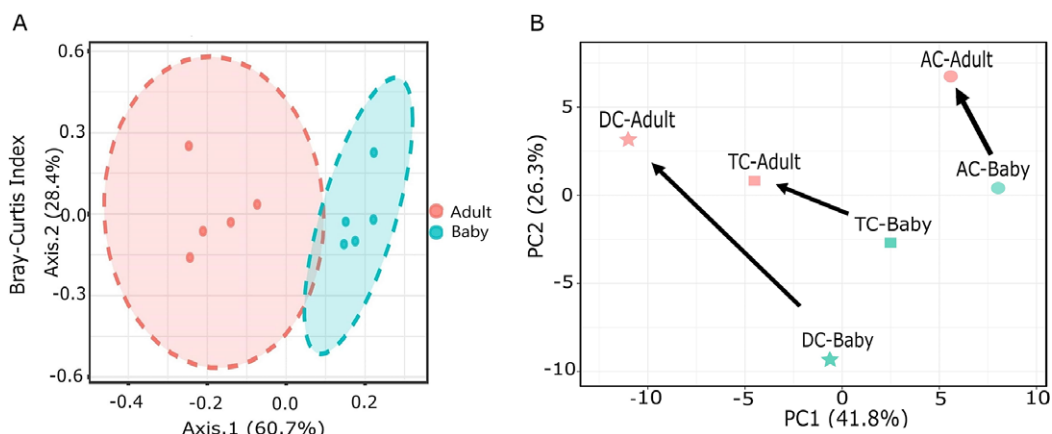 A
Bray-Curtis Index
Axis.2 (28.4%)
0.6
0.3
0.0
-0.3
-0.6
-0.4
-0.2
0.0
0.2
Axis.1 (60.7%)
Adult
Baby
B
PC2 (26.3%)
5
0
-5
-10
-10
-5
0
5
10
PC1 (41.8%)
AC-Adult
DC-Adult
TC-Adult
AC-Baby
TC-Baby
DC-Baby